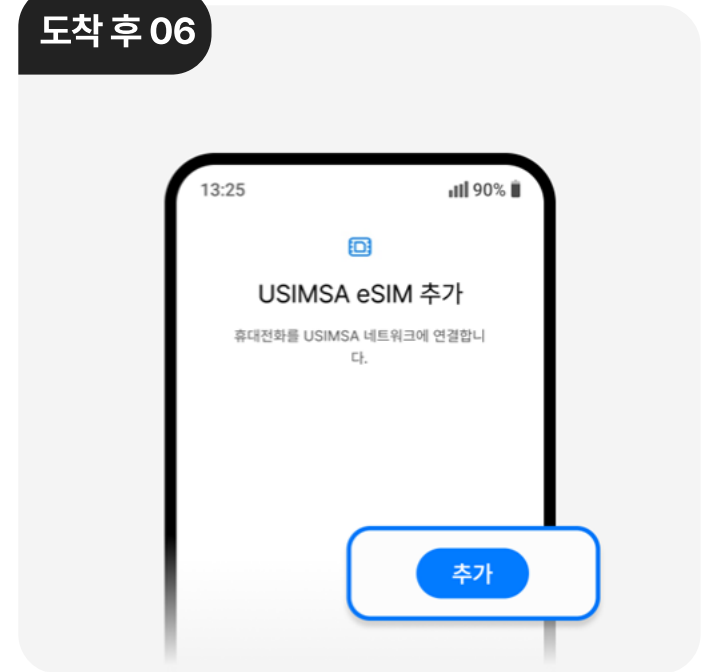 도착 후 06
13:25
90%
USIMSA eSIM 추가
휴대전화를 USIMSA 네트워크에 연결합니
다.
추가